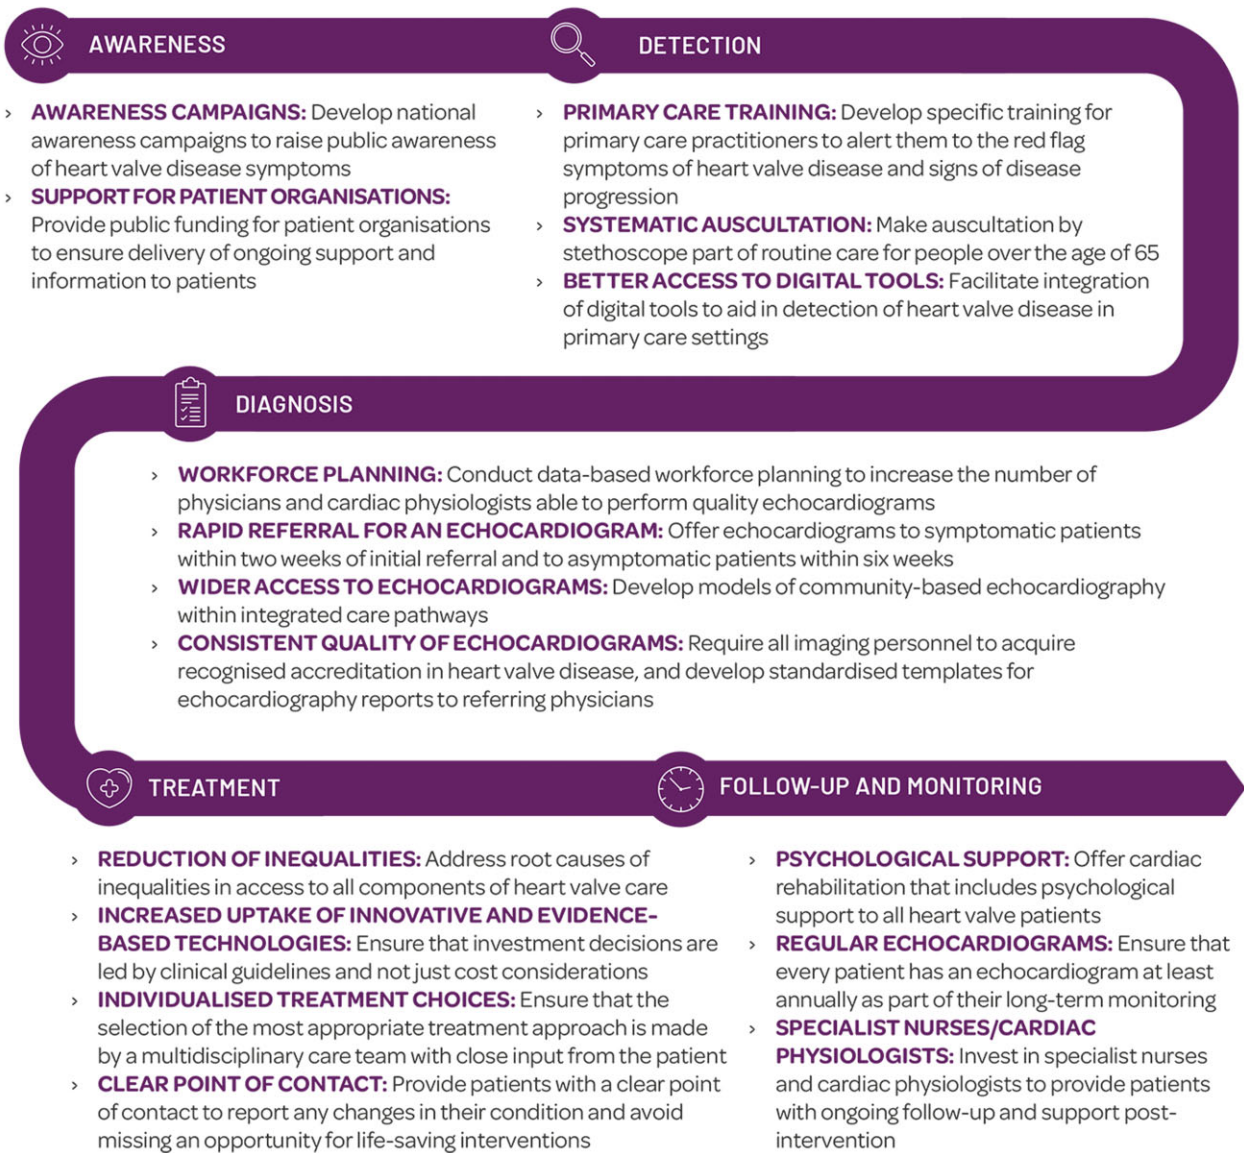 AWARENESS
› AWARENESS CAMPAIGNS: Develop national
awareness campaigns to raise public awareness
of heart valve disease symptoms
› SUPPORT FOR PATIENT ORGANISATIONS:
Provide public funding for patient organisations
to ensure delivery of ongoing support and
information to patients
DETECTION
› PRIMARY CARE TRAINING: Develop specific training for
primary care practitioners to alert them to the red flag
symptoms of heart valve disease and signs of disease
progression
› SYSTEMATIC AUSCULTATION: Make auscultation by
stethoscope part of routine care for people over the age of 65
› BETTER ACCESS TO DIGITAL TOOLS: Facilitate integration
of digital tools to aid in detection of heart valve disease in
primary care settings
DIAGNOSIS
› WORKFORCE PLANNING: Conduct data-based workforce planning to increase the number of
physicians and cardiac physiologists able to perform quality echocardiograms
› RAPID REFERRAL FOR AN ECHOCARDIOGRAM: Offer echocardiograms to symptomatic patients
within two weeks of initial referral and to asymptomatic patients within six weeks
› WIDER ACCESS TO ECHOCARDIOGRAMS: Develop models of community-based echocardiography
within integrated care pathways
› CONSISTENT QUALITY OF ECHOCARDIOGRAMS: Require all imaging personnel to acquire
recognised accreditation in heart valve disease, and develop standardised templates for
echocardiography reports to referring physicians
TREATMENT
› REDUCTION OF INEQUALITIES: Address root causes of
inequalities in access to all components of heart valve care
› INCREASED UPTAKE OF INNOVATIVE AND EVIDENCE-
BASED TECHNOLOGIES: Ensure that investment decisions are
led by clinical guidelines and not just cost considerations
› INDIVIDUALISED TREATMENT CHOICES: Ensure that the
selection of the most appropriate treatment approach is made
by a multidisciplinary care team with close input from the patient
› CLEAR POINT OF CONTACT: Provide patients with a clear point
of contact to report any changes in their condition and avoid
missing an opportunity for life-saving interventions
FOLLOW-UP AND MONITORING
› PSYCHOLOGICAL SUPPORT: Offer cardiac
rehabilitation that includes psychological
support to all heart valve patients
› REGULAR ECHOCARDIOGRAMS: Ensure that
every patient has an echocardiogram at least
annually as part of their long-term monitoring
› SPECIALIST NURSES/CARDIAC
PHYSIOLOGISTS: Invest in specialist nurses
and cardiac physiologists to provide patients
with ongoing follow-up and support post-
intervention